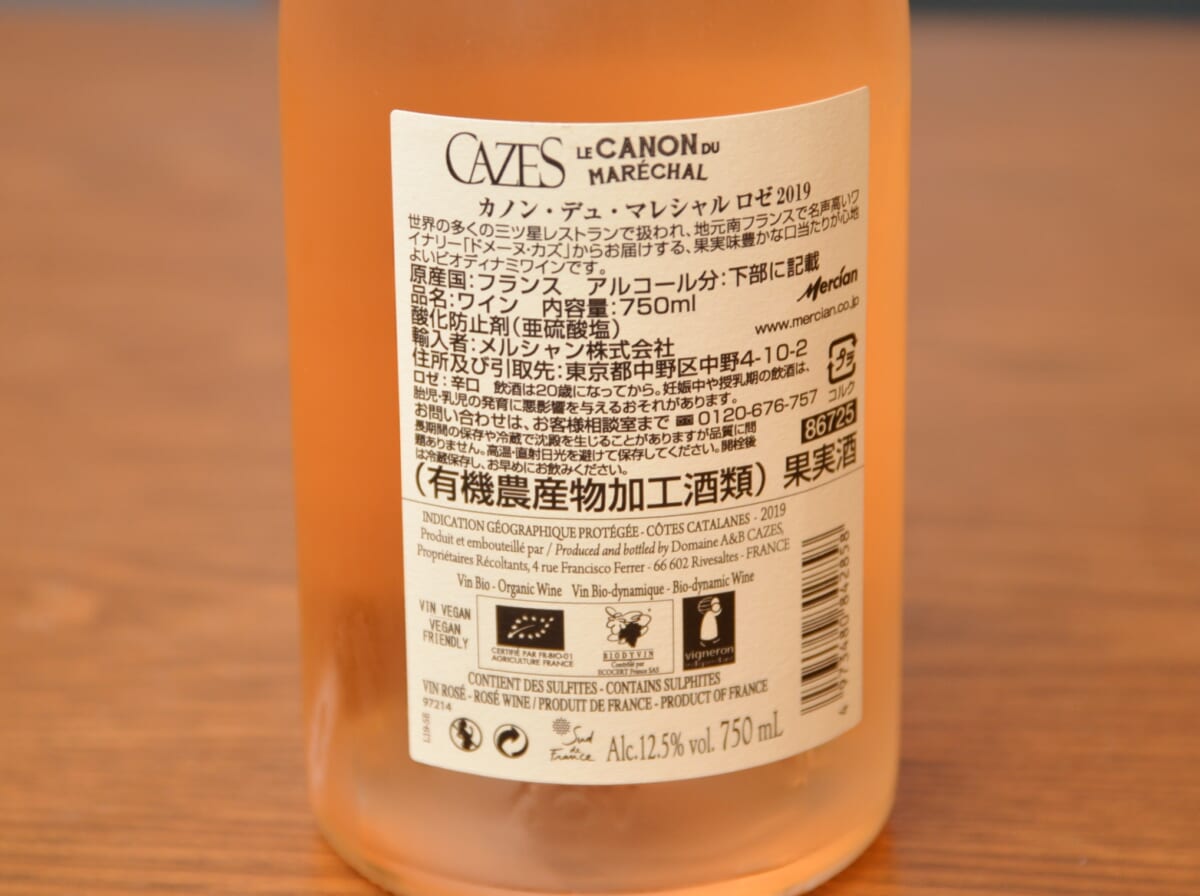 CAZES LE CANON DU MARÉCHAL
カノン・デュ・マレシャル ロゼ 2019
世界の多くの三ツ星レストランで扱われ、地元南フランスで名声高いワ
イナリー「ドメーヌ・カズ」からお届けする、果実味豊かな口当たりが心地
よいビオディナミワインです。
原産国:フランス アルコール分:下部に記載
品名:ワイン 内容量:750ml
Mercian
酸化防止剤(亜硫酸塩)
www.mercian.co.jp
輸入者:メルシャン株式会社
住所及び引取先:東京都中野区中野4-10-2
プラ
ロゼ:辛口 飲酒は20歳になってから。妊娠中や授乳期の飲酒は、
胎児・乳児の発育に悪影響を与えるおそれがあります。
コルク
お問い合わせは、お客様相談室まで 0120-676-757
86725
長期間の保存や冷蔵で沈殿を生じることがありますが品質に問
題ありません。高温・直射日光を避けて保存してください。開栓後
は冷蔵保存し、お早めにお飲みください。
(有機農産物加工酒類) 果実酒
INDICATION GÉOGRAPHIQUE PROTÉGÉE - CÔTES CATALANES - 2019
Produit et embouteillé par / Produced and bottled by Domaine A&B CAZES,
Propriétaires Récoltants, 4 rue Francisco Ferrer - 66 602 Rivesaltes - FRANCE
Vin Bio - Organic Wine Vin Bio-dynamique - Bio-dynamic Wine
VIN VEGAN
VEGAN
FRIENDLY
CERTIFIÉ PAR FR-BIO-01
AGRICULTURE FRANCE
BIODYVIN
Contrôlé par
ECOCERT France SAS
vigneron
CONTIENT DES SULFITES - CONTAINS SULPHITES
VIN ROSÉ - ROSÉ WINE / PRODUIT DE FRANCE - PRODUCT OF FRANCE
97214
Sud
de
France
Alc.12.5% vol. 750 mL
4 973480 842858